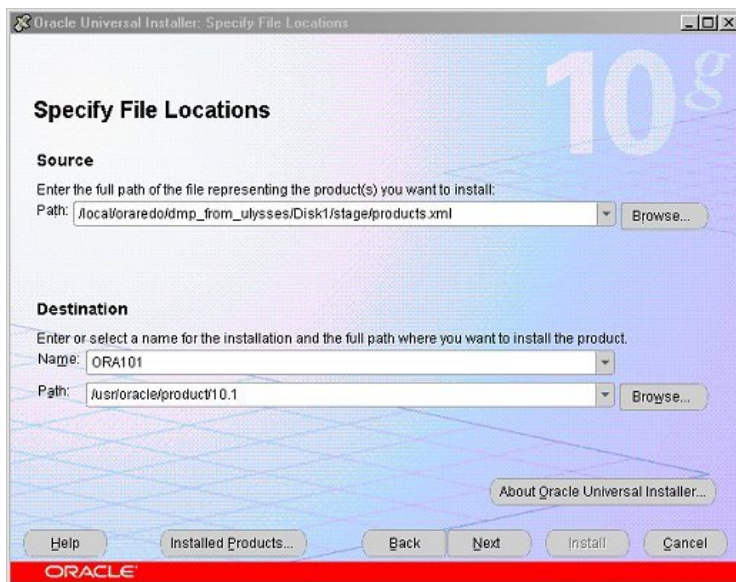 Oracle Universal Installer: Specify File Locations
10g
Specify File Locations
Source
Enter the full path of the file representing the product(s) you want to install:
Path: /local/oraredo/dmp_from_ulysses/Disk1/stage/products.xml Browse...
Destination
Enter or select a name for the installation and the full path where you want to install the product.
Name: ORA101
Path: /usr/oracle/product/10.1 Browse...
About Oracle Universal Installer...
Help Installed Products... Back Next Install Cancel
ORACLE